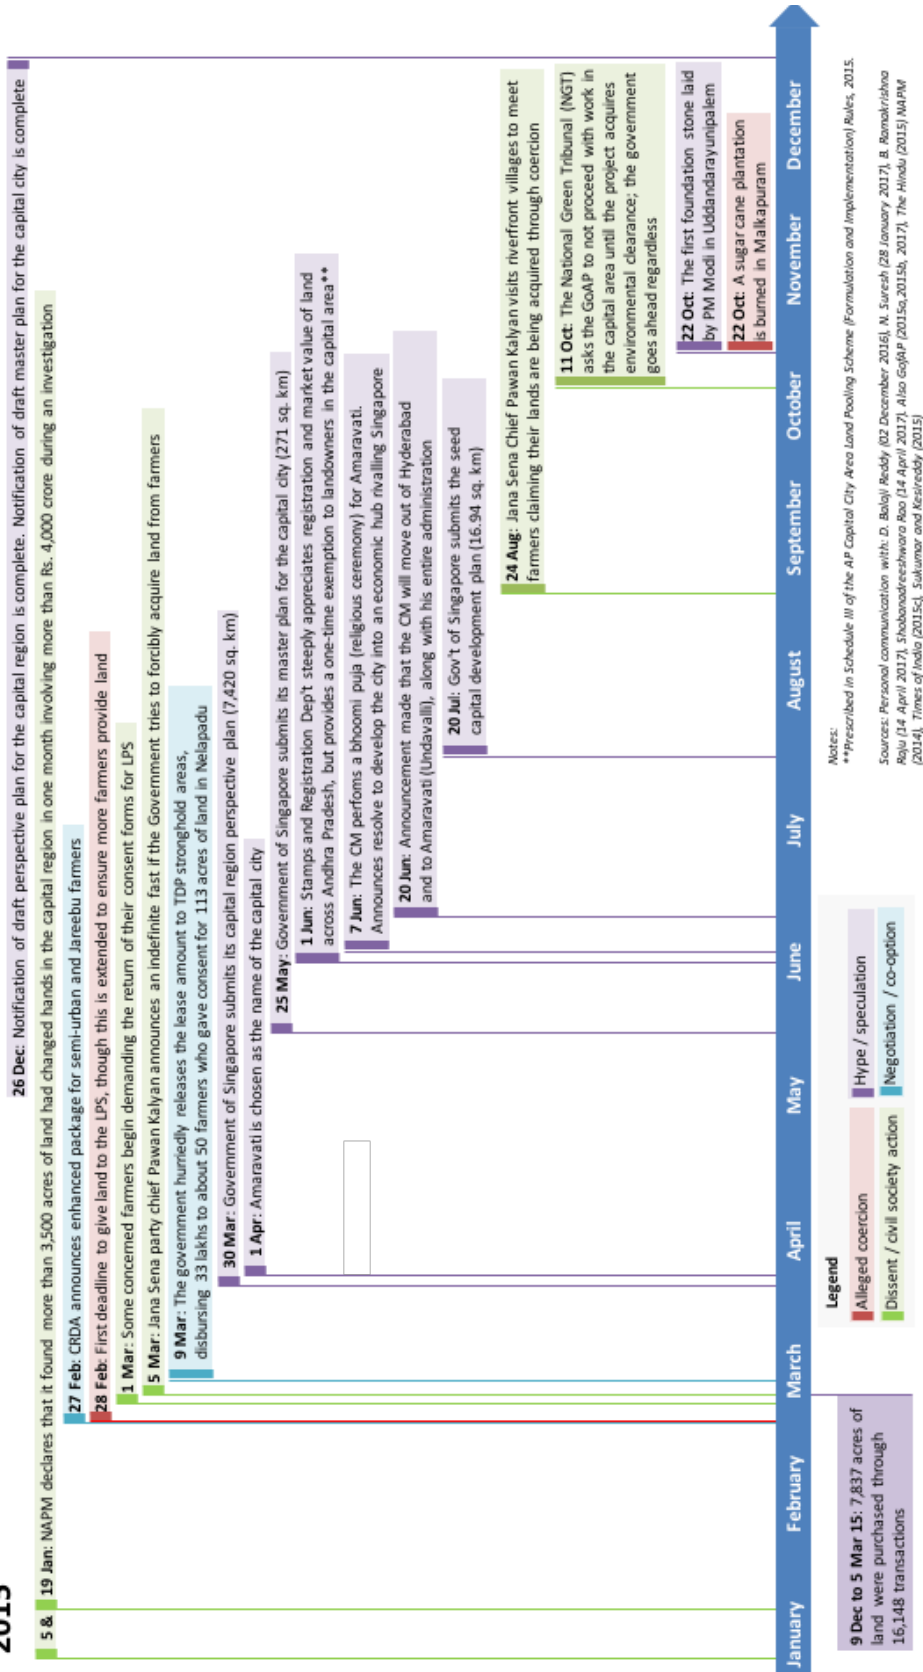 2015
26 Dec: Notification of draft perspective plan for the capital region is complete. Notification of draft master plan for the capital city is complete
5 & 19 Jan: NAPM declares that it found more than 3,500 acres of land had changed hands in the capital region in one month involving more than Rs. 4,000 crore during an investigation
27 Feb: CRDA announces enhanced package for semi-urban and Jareebu farmers
28 Feb: First deadline to give land to the LPS, though this is extended to ensure more farmers provide land
1 Mar: Some concerned farmers begin demanding the return of their consent forms for LPS
5 Mar: Jana Sena party chief Pawan Kalyan announces an indefinite fast if the Government tries to forcibly acquire land from farmers
9 Mar: The government hurriedly releases the lease amount to TDP stronghold areas,
disbursing 33 lakhs to about 50 farmers who gave consent for 113 acres of land in Nelapadu
30 Mar: Government of Singapore submits its capital region perspective plan (7,420 sq. km)
1 Apr: Amaravati is chosen as the name of the capital city
25 May: Government of Singapore submits its master plan for the capital city (271 sq. km)
1 Jun: Stamps and Registration Dep't steeply appreciates registration and market value of land
across Andhra Pradesh, but provides a one-time exemption to landowners in the capital area**
7 Jun: The CM perfoms a bhoomi puja (religious ceremony) for Amaravati.
Announces resolve to develop the city into an economic hub rivalling Singapore
20 Jun: Announcement made that the CM will move out of Hyderabad
and to Amaravati (Undavalli), along with his entire administration
20 Jul: Gov't of Singapore submits the seed
capital development plan (16.94 sq. km)
24 Aug: Jana Sena Chief Pawan Kalyan visits riverfront villages to meet
farmers claiming their lands are being acquired through coercion
11 Oct: The National Green Tribunal (NGT)
asks the GoAP to not proceed with work in
the capital area until the project acquires
environmental clearance; the government
goes ahead regardless
22 Oct: The first foundation stone laid
by PM Modi in Uddandarayunipalem
22 Oct: A sugar cane plantation
is burned in Malkapuram
January February March April May June July August September October November December
9 Dec to 5 Mar 15: 7,837 acres of
land were purchased through
16,148 transactions
Legend
Alleged coercion
Hype / speculation
Dissent / civil society action
Negotiation / co-option
Notes:
**Prescribed in Schedule III of the AP Capital City Area Land Pooling Scheme (Formulation and Implementation) Rules, 2015.
Sources: Personal communication with: D. Balaji Reddy (02 December 2016), N. Suresh (28 January 2017), B. Ramakrishna
Raju (14 April 2017), Shobanadreeshwara Rao (14 April 2017). Also GofAP (2015a,2015b, 2017), The Hindu (2015) NAPM
(2014), Times of India (2015c), Sukumar and Kesireddy (2015)